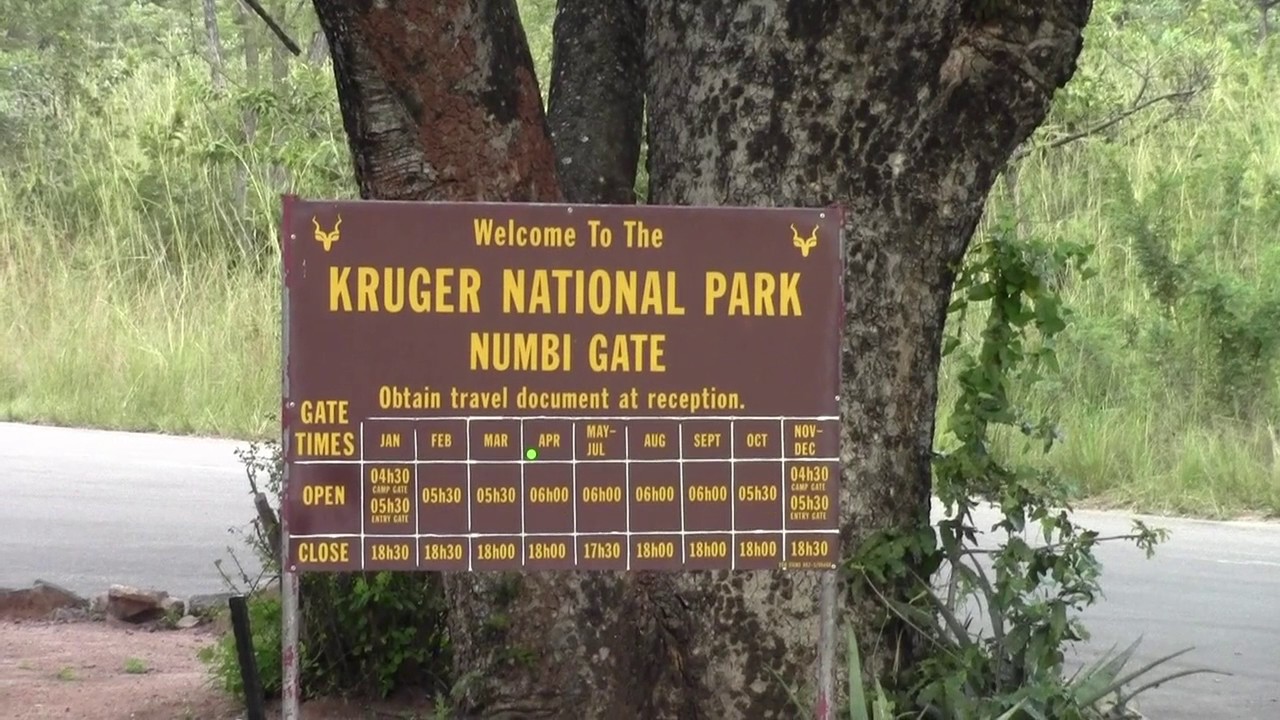 Welcome To The
KRUGER NATIONAL PARK
NUMBI GATE
Obtain travel document at reception.
GATE TIMES JAN FEB MAR APR MAY-JUL AUG SEPT OCT NOV-DEC
OPEN 04h30 CAMP GATE 05h30 ENTRY GATE 05h30 05h30 06h00 06h00 06h00 06h00 05h30 04h30 CAMP GATE 05h30 ENTRY GATE
CLOSE 18h30 18h30 18h00 18h00 17h30 18h00 18h00 18h00 18h30